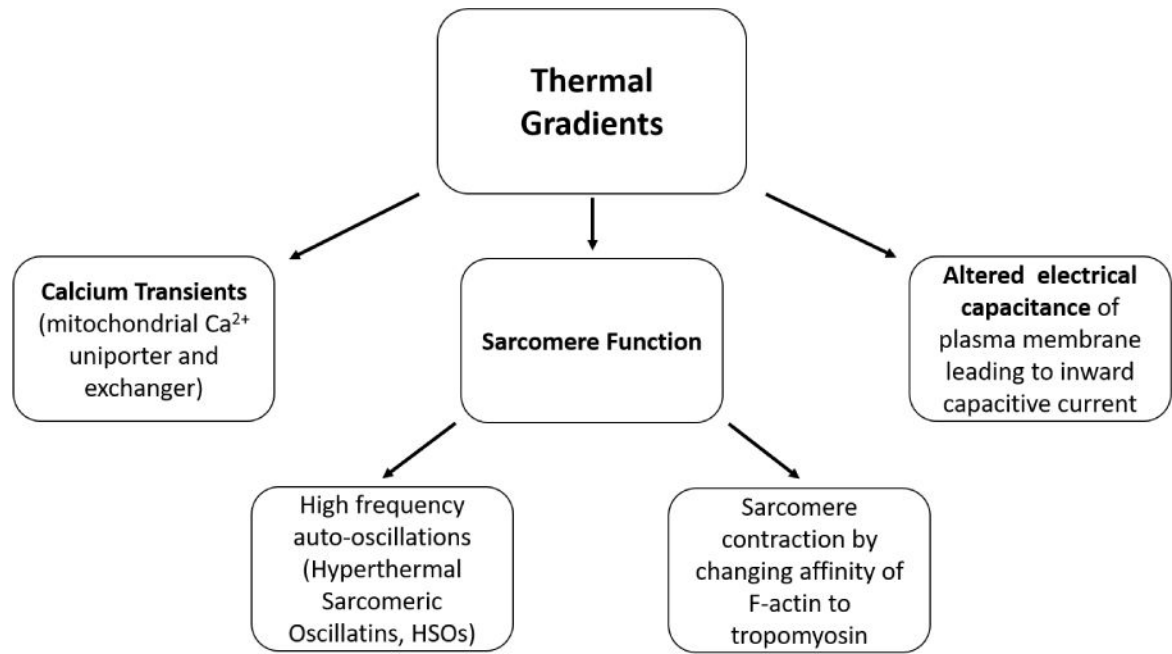 Thermal
Gradients
Calcium Transients
(mitochondrial Ca²⁺
uniporter and
exchanger)
Sarcomere Function
Altered electrical
capacitance of
plasma membrane
leading to inward
capacitive current
High frequency
auto-oscillations
(Hyperthermal
Sarcomeric
Oscillatins, HSOs)
Sarcomere
contraction by
changing affinity of
F-actin to
tropomyosin